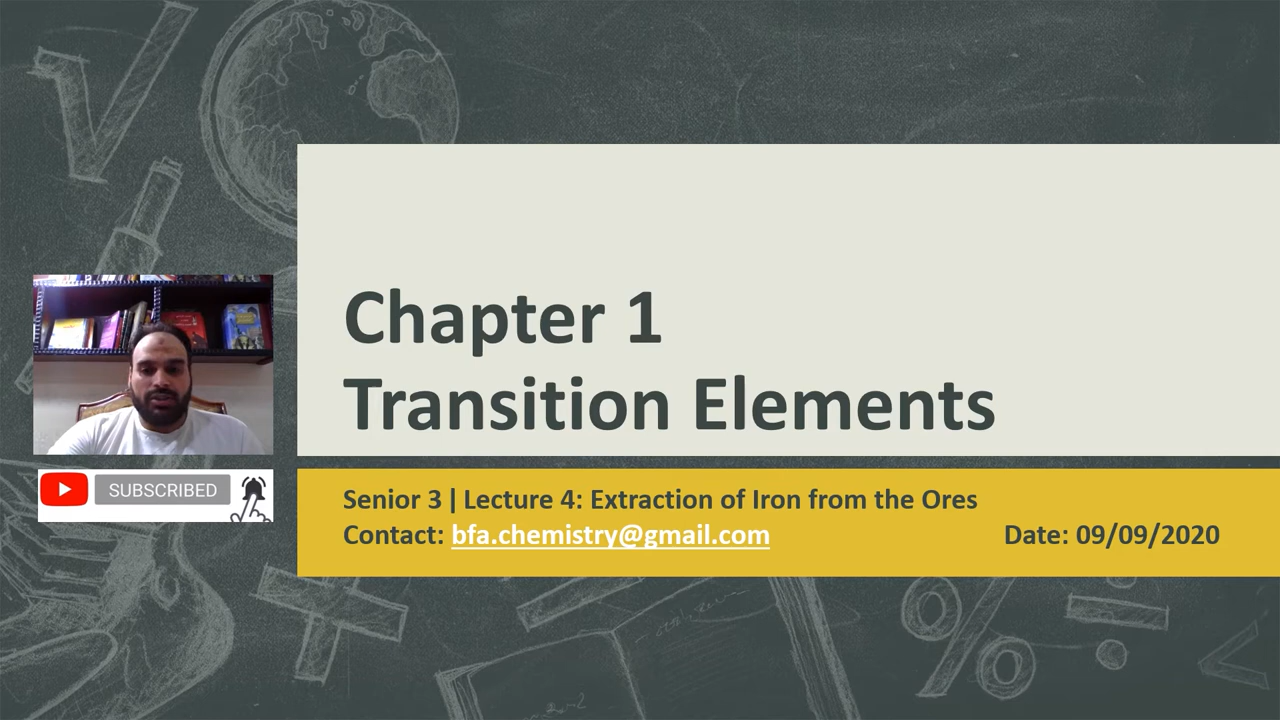 Chapter 1
Transition Elements
SUBSCRIBED
Senior 3 | Lecture 4: Extraction of Iron from the Ores
Contact: bfa.chemistry@gmail.com
Date: 09/09/2020